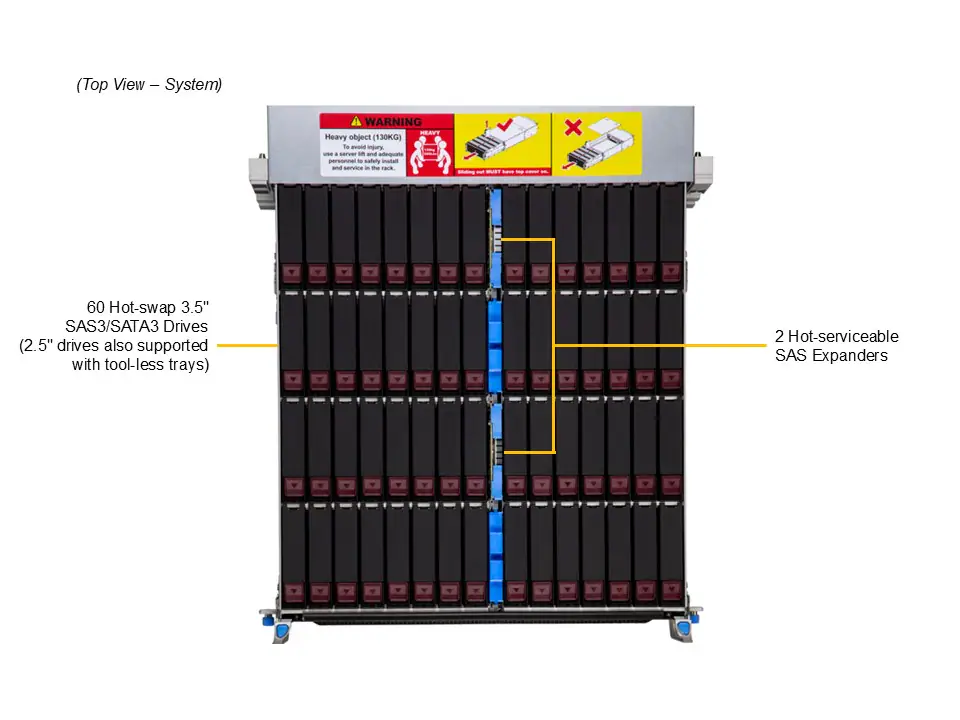 (Top View – System)
WARNING
Heavy object (130KG)
To avoid injury,
use a server lift and adequate
personnel to safely install
and service in the rack.
HEAVY
Sliding out MUST have top cover on.
60 Hot-swap 3.5"
SAS3/SATA3 Drives
(2.5" drives also supported
with tool-less trays)
2 Hot-serviceable
SAS Expanders